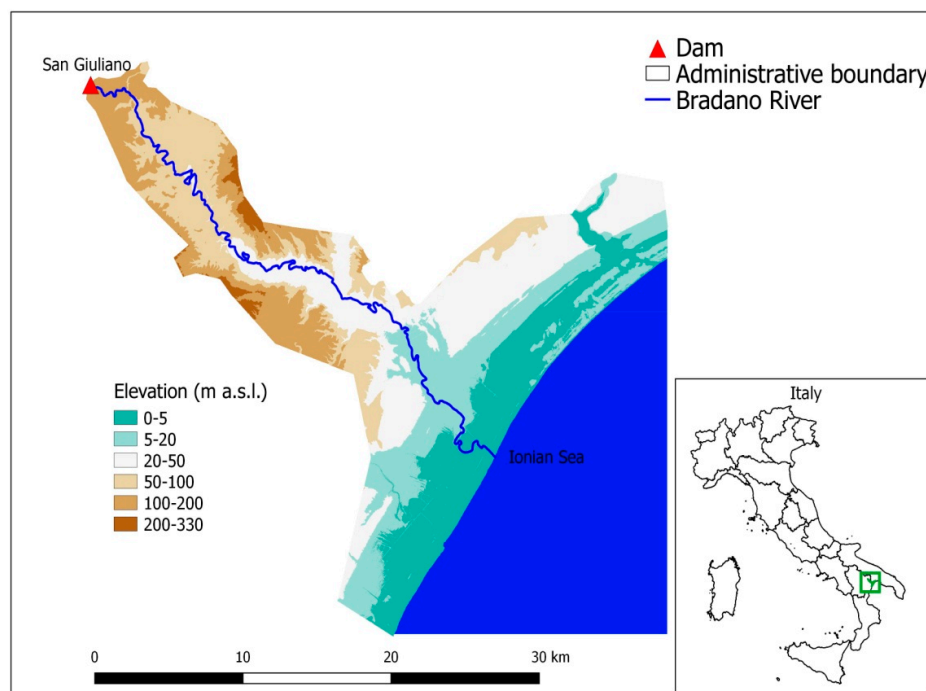 San Giuliano
Dam
Administrative boundary
Bradano River
Elevation (m a.s.l.)
0-5
5-20
20-50
50-100
100-200
200-330
Ionian Sea
Italy
0 10 20 30 km